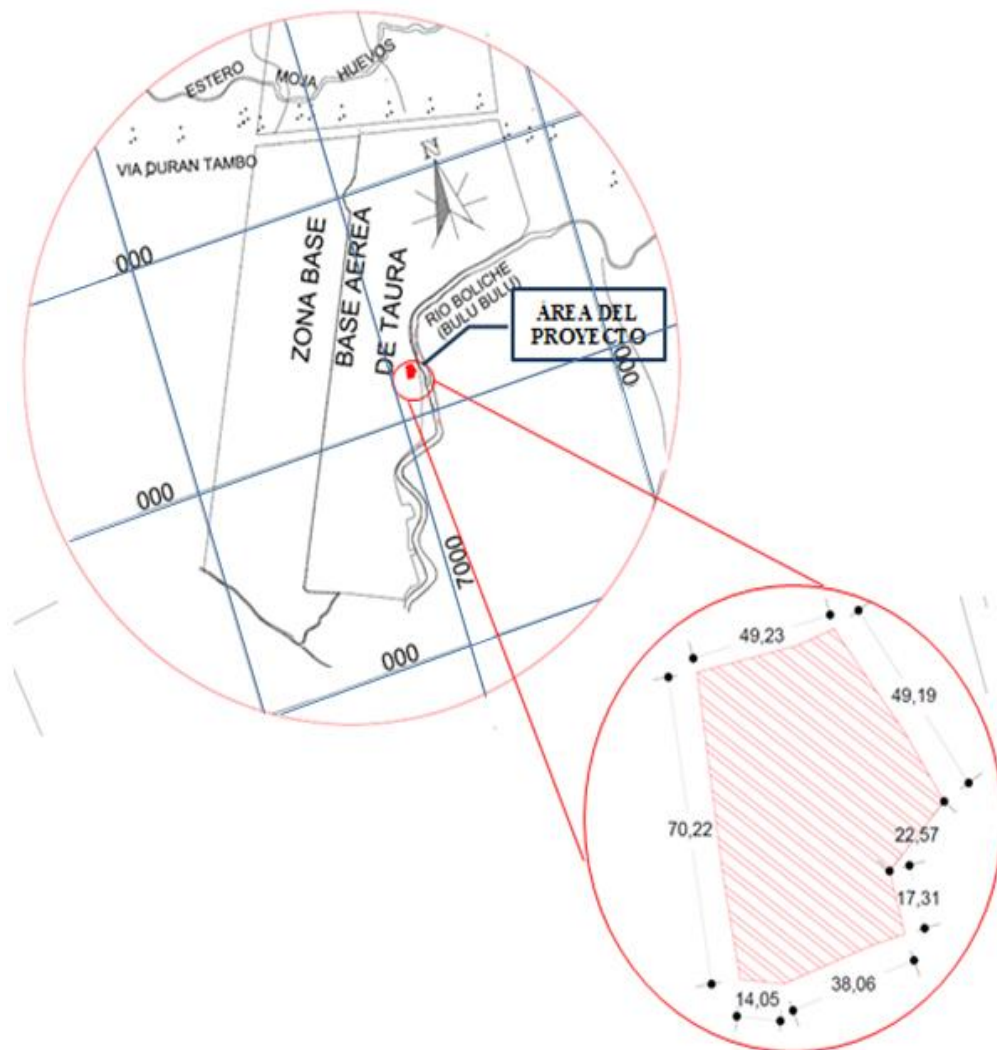 ESTERO MOJA HUEVOS
VIA DURAN TAMBO
N
000
ZONA BASE
BASE AEREA
DE TAURA
RIO BOLICHE
(BULU BULU)
ÁREA DEL
PROYECTO
000
000
7000
000
49,23
49,19
70,22
22,57
17,31
38,06
14,05